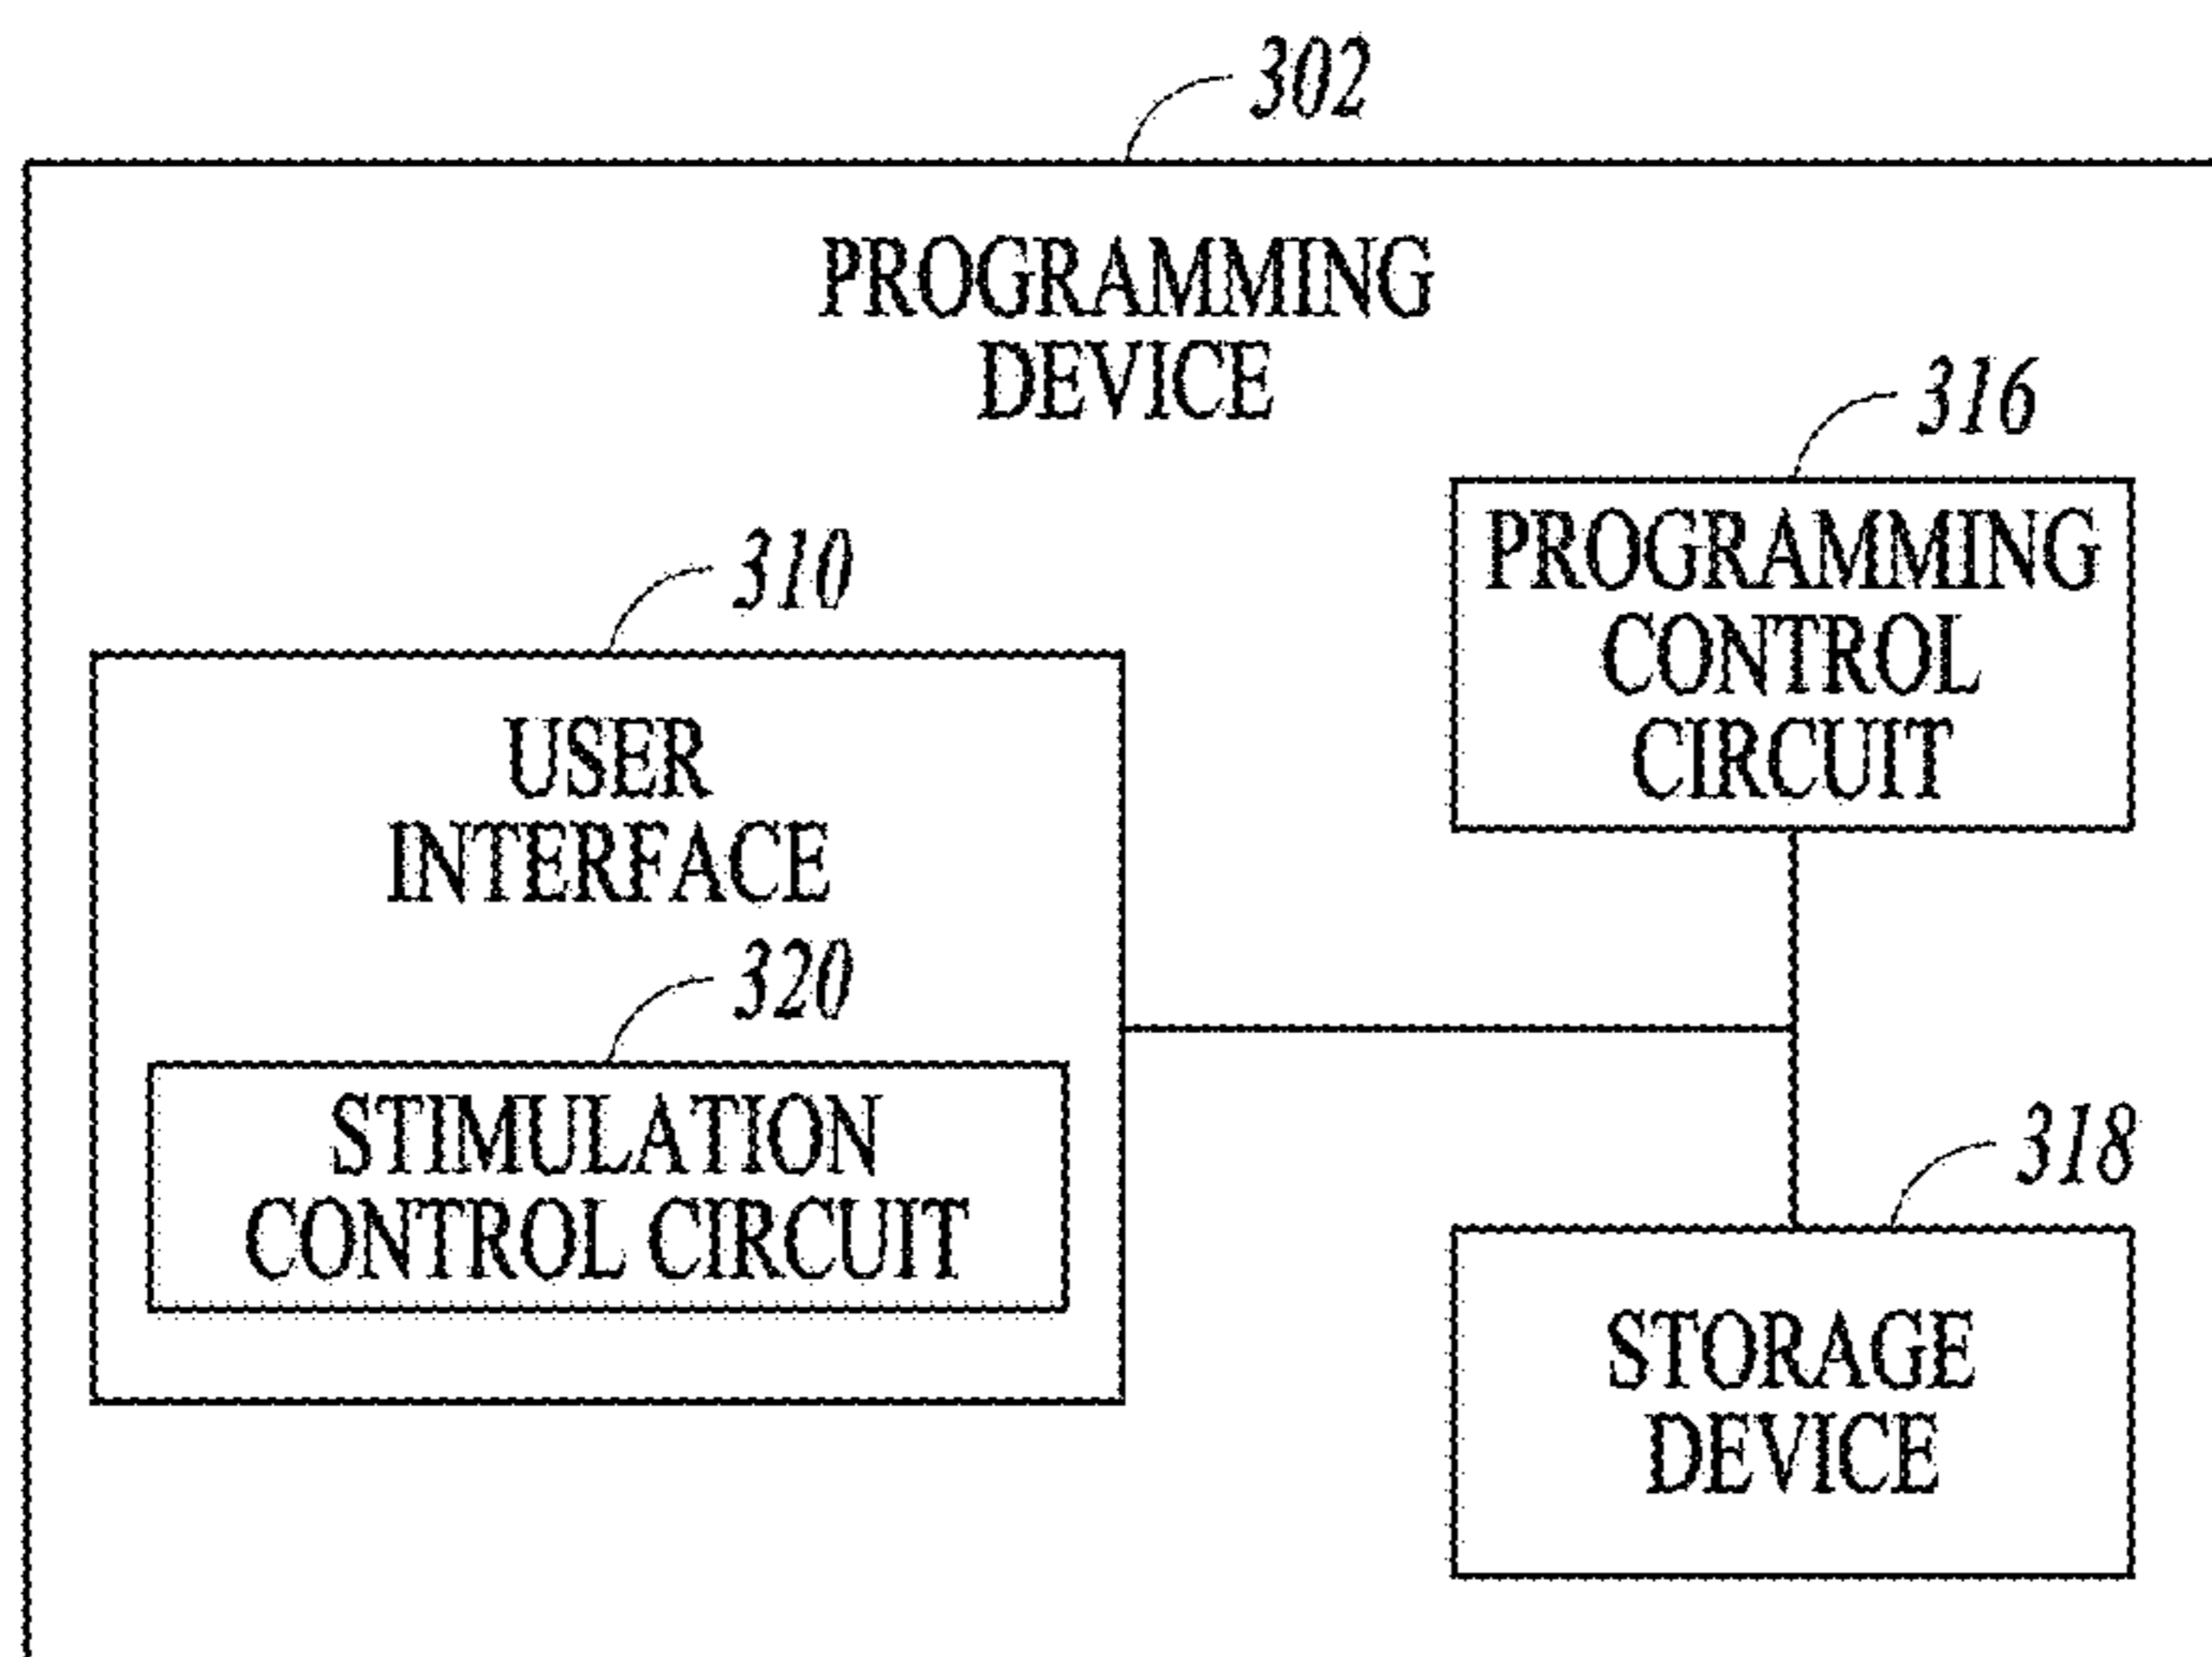 302
PROGRAMMING
DEVICE
316
PROGRAMMING
CONTROL
CIRCUIT
310
USER
INTERFACE
320
STIMULATION
CONTROL CIRCUIT
318
STORAGE
DEVICE